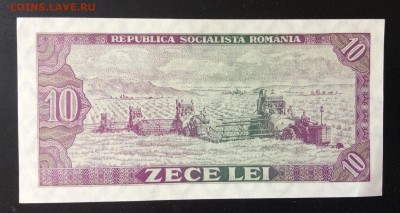 COINS.LAVE.RU
REPUBLICA SOCIALISTA ROMANIA
10
10
10
ZECE LEI